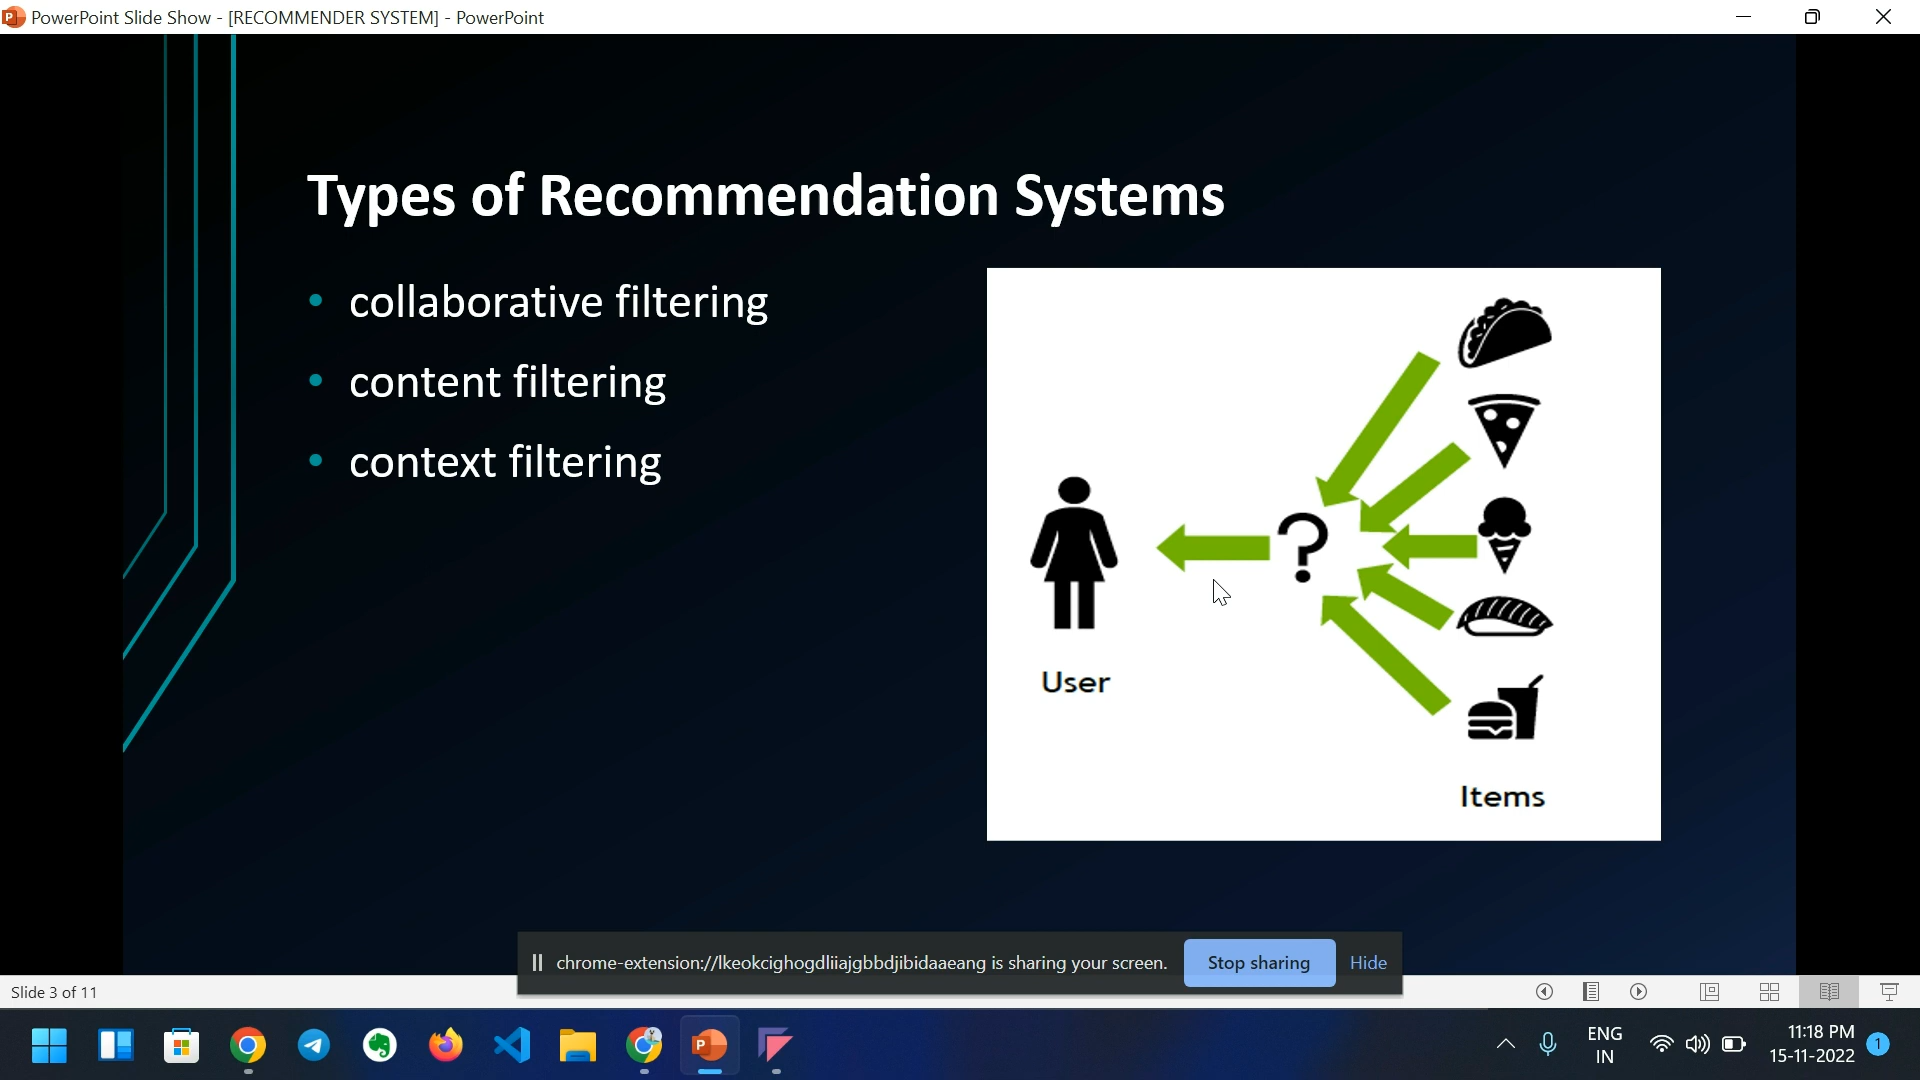 PowerPoint Slide Show - [RECOMMENDER SYSTEM] - PowerPoint
Types of Recommendation Systems
• collaborative filtering
• content filtering
• context filtering
?
User
Items
chrome-extension://lkeokcighogdliiajgbbdjibidaaeang is sharing your screen.
Stop sharing
Hide
Slide 3 of 11
ENG
IN
11:18 PM
15-11-2022
1